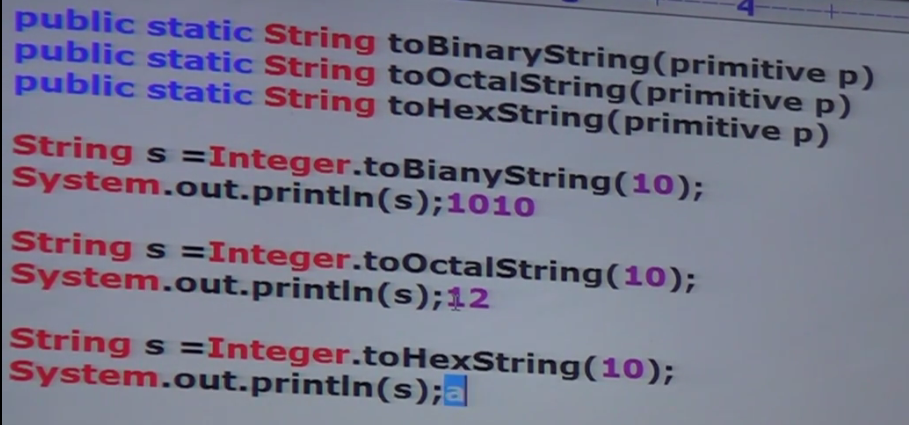 4
public static String toBinaryString(primitive p)
public static String toOctalString(primitive p)
public static String toHexString(primitive p)
String s =Integer.toBianyString(10);
System.out.println(s);1010
String s =Integer.toOctalString(10);
System.out.println(s);12
String s =Integer.toHexString(10);
System.out.println(s);a